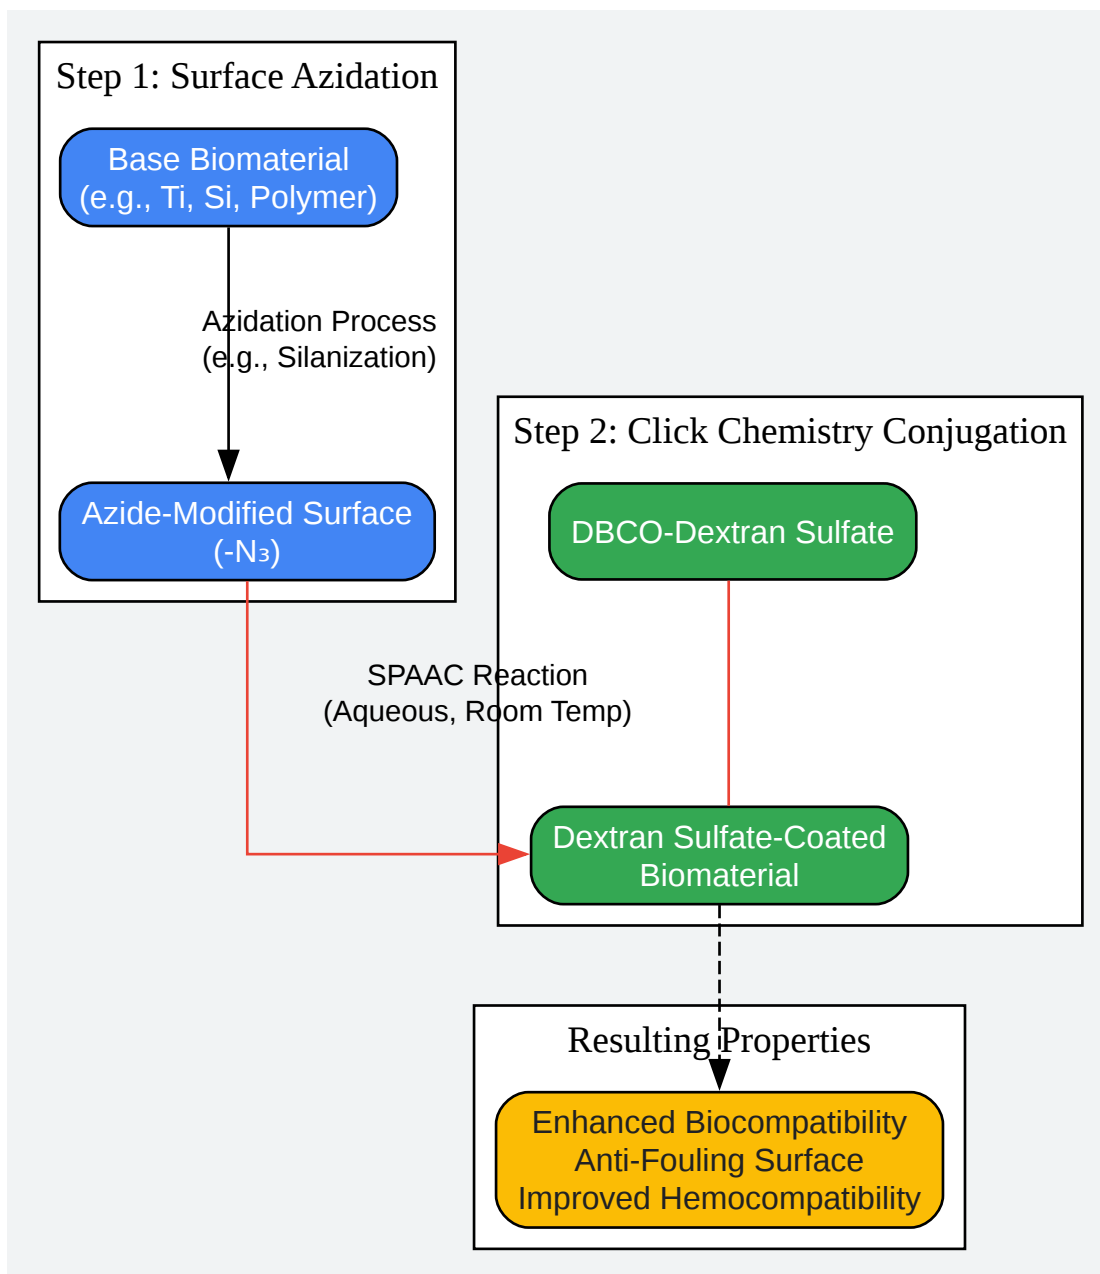 Step 1: Surface Azidation
Base Biomaterial
(e.g., Ti, Si, Polymer)
Azidation Process
(e.g., Silanization)
Azide-Modified Surface
(-N₃)
Step 2: Click Chemistry Conjugation
DBCO-Dextran Sulfate
SPAAC Reaction
(Aqueous, Room Temp)
Dextran Sulfate-Coated
Biomaterial
Resulting Properties
Enhanced Biocompatibility
Anti-Fouling Surface
Improved Hemocompatibility